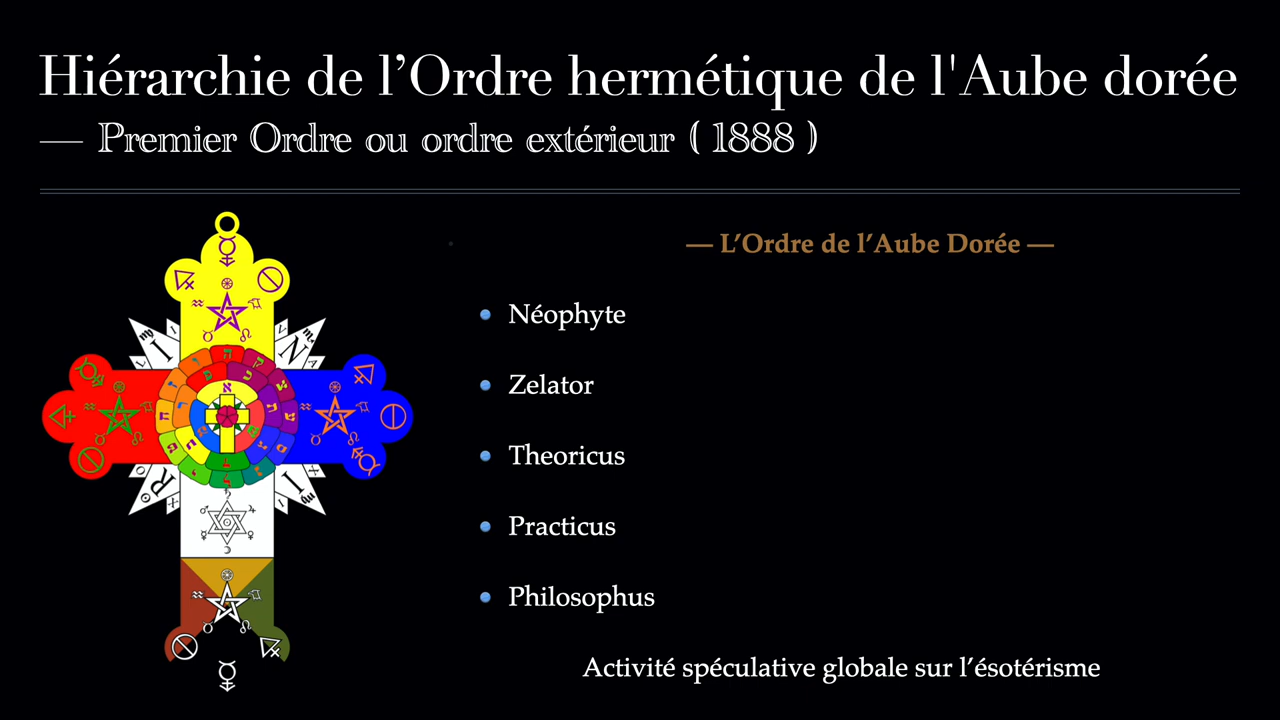 Hiérarchie de l’Ordre hermétique de l'Aube dorée
— Premier Ordre ou ordre extérieur ( 1888 )
— L’Ordre de l’Aube Dorée —
Néophyte
Zelator
Theoricus
Practicus
Philosophus
Activité spéculative globale sur l’ésotérisme
I N
R I